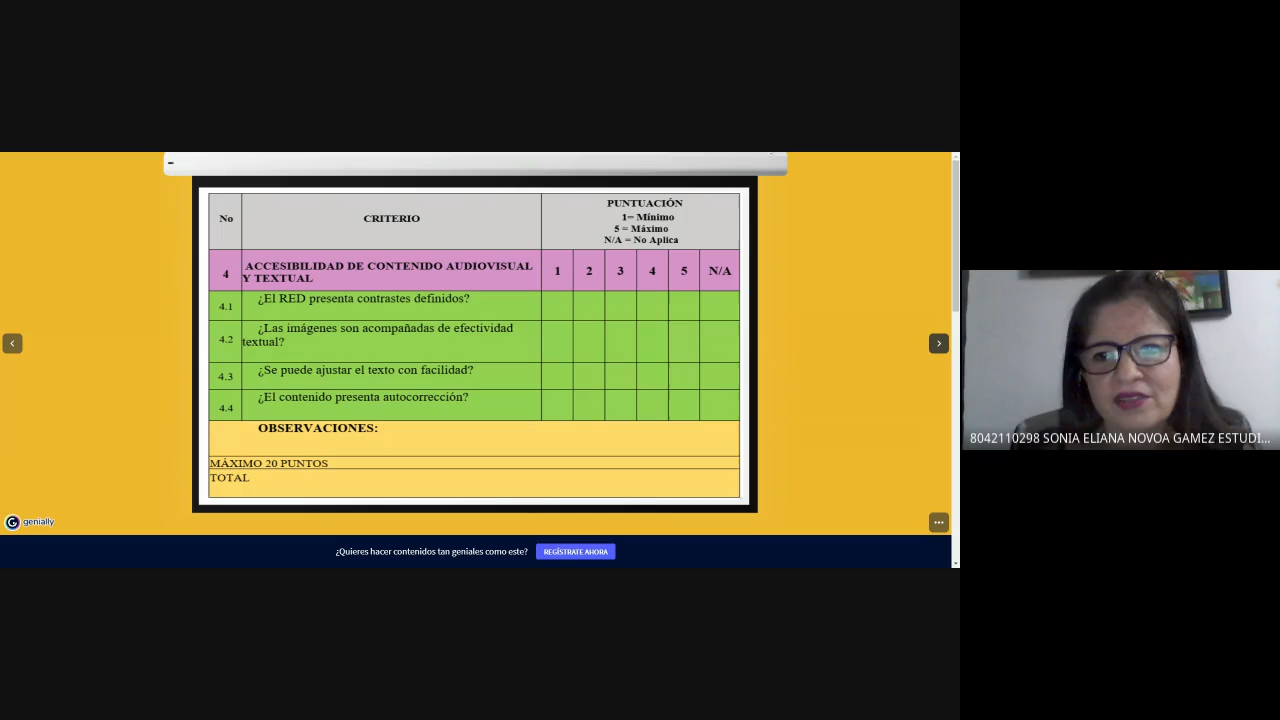 No
CRITERIO
PUNTUACIÓN
1= Mínimo
5 = Máximo
N/A = No Aplica
4
ACCESIBILIDAD DE CONTENIDO AUDIOVISUAL
Y TEXTUAL
1 2 3 4 5 N/A
4.1 ¿El RED presenta contrastes definidos?
4.2 ¿Las imágenes son acompañadas de efectividad
textual?
4.3 ¿Se puede ajustar el texto con facilidad?
4.4 ¿El contenido presenta autocorrección?
OBSERVACIONES:
MÁXIMO 20 PUNTOS
TOTAL
genially
¿Quieres hacer contenidos tan geniales como este? REGÍSTRATE AHORA
8042110298 SONIA ELIANA NOVOA GAMEZ ESTUDI...